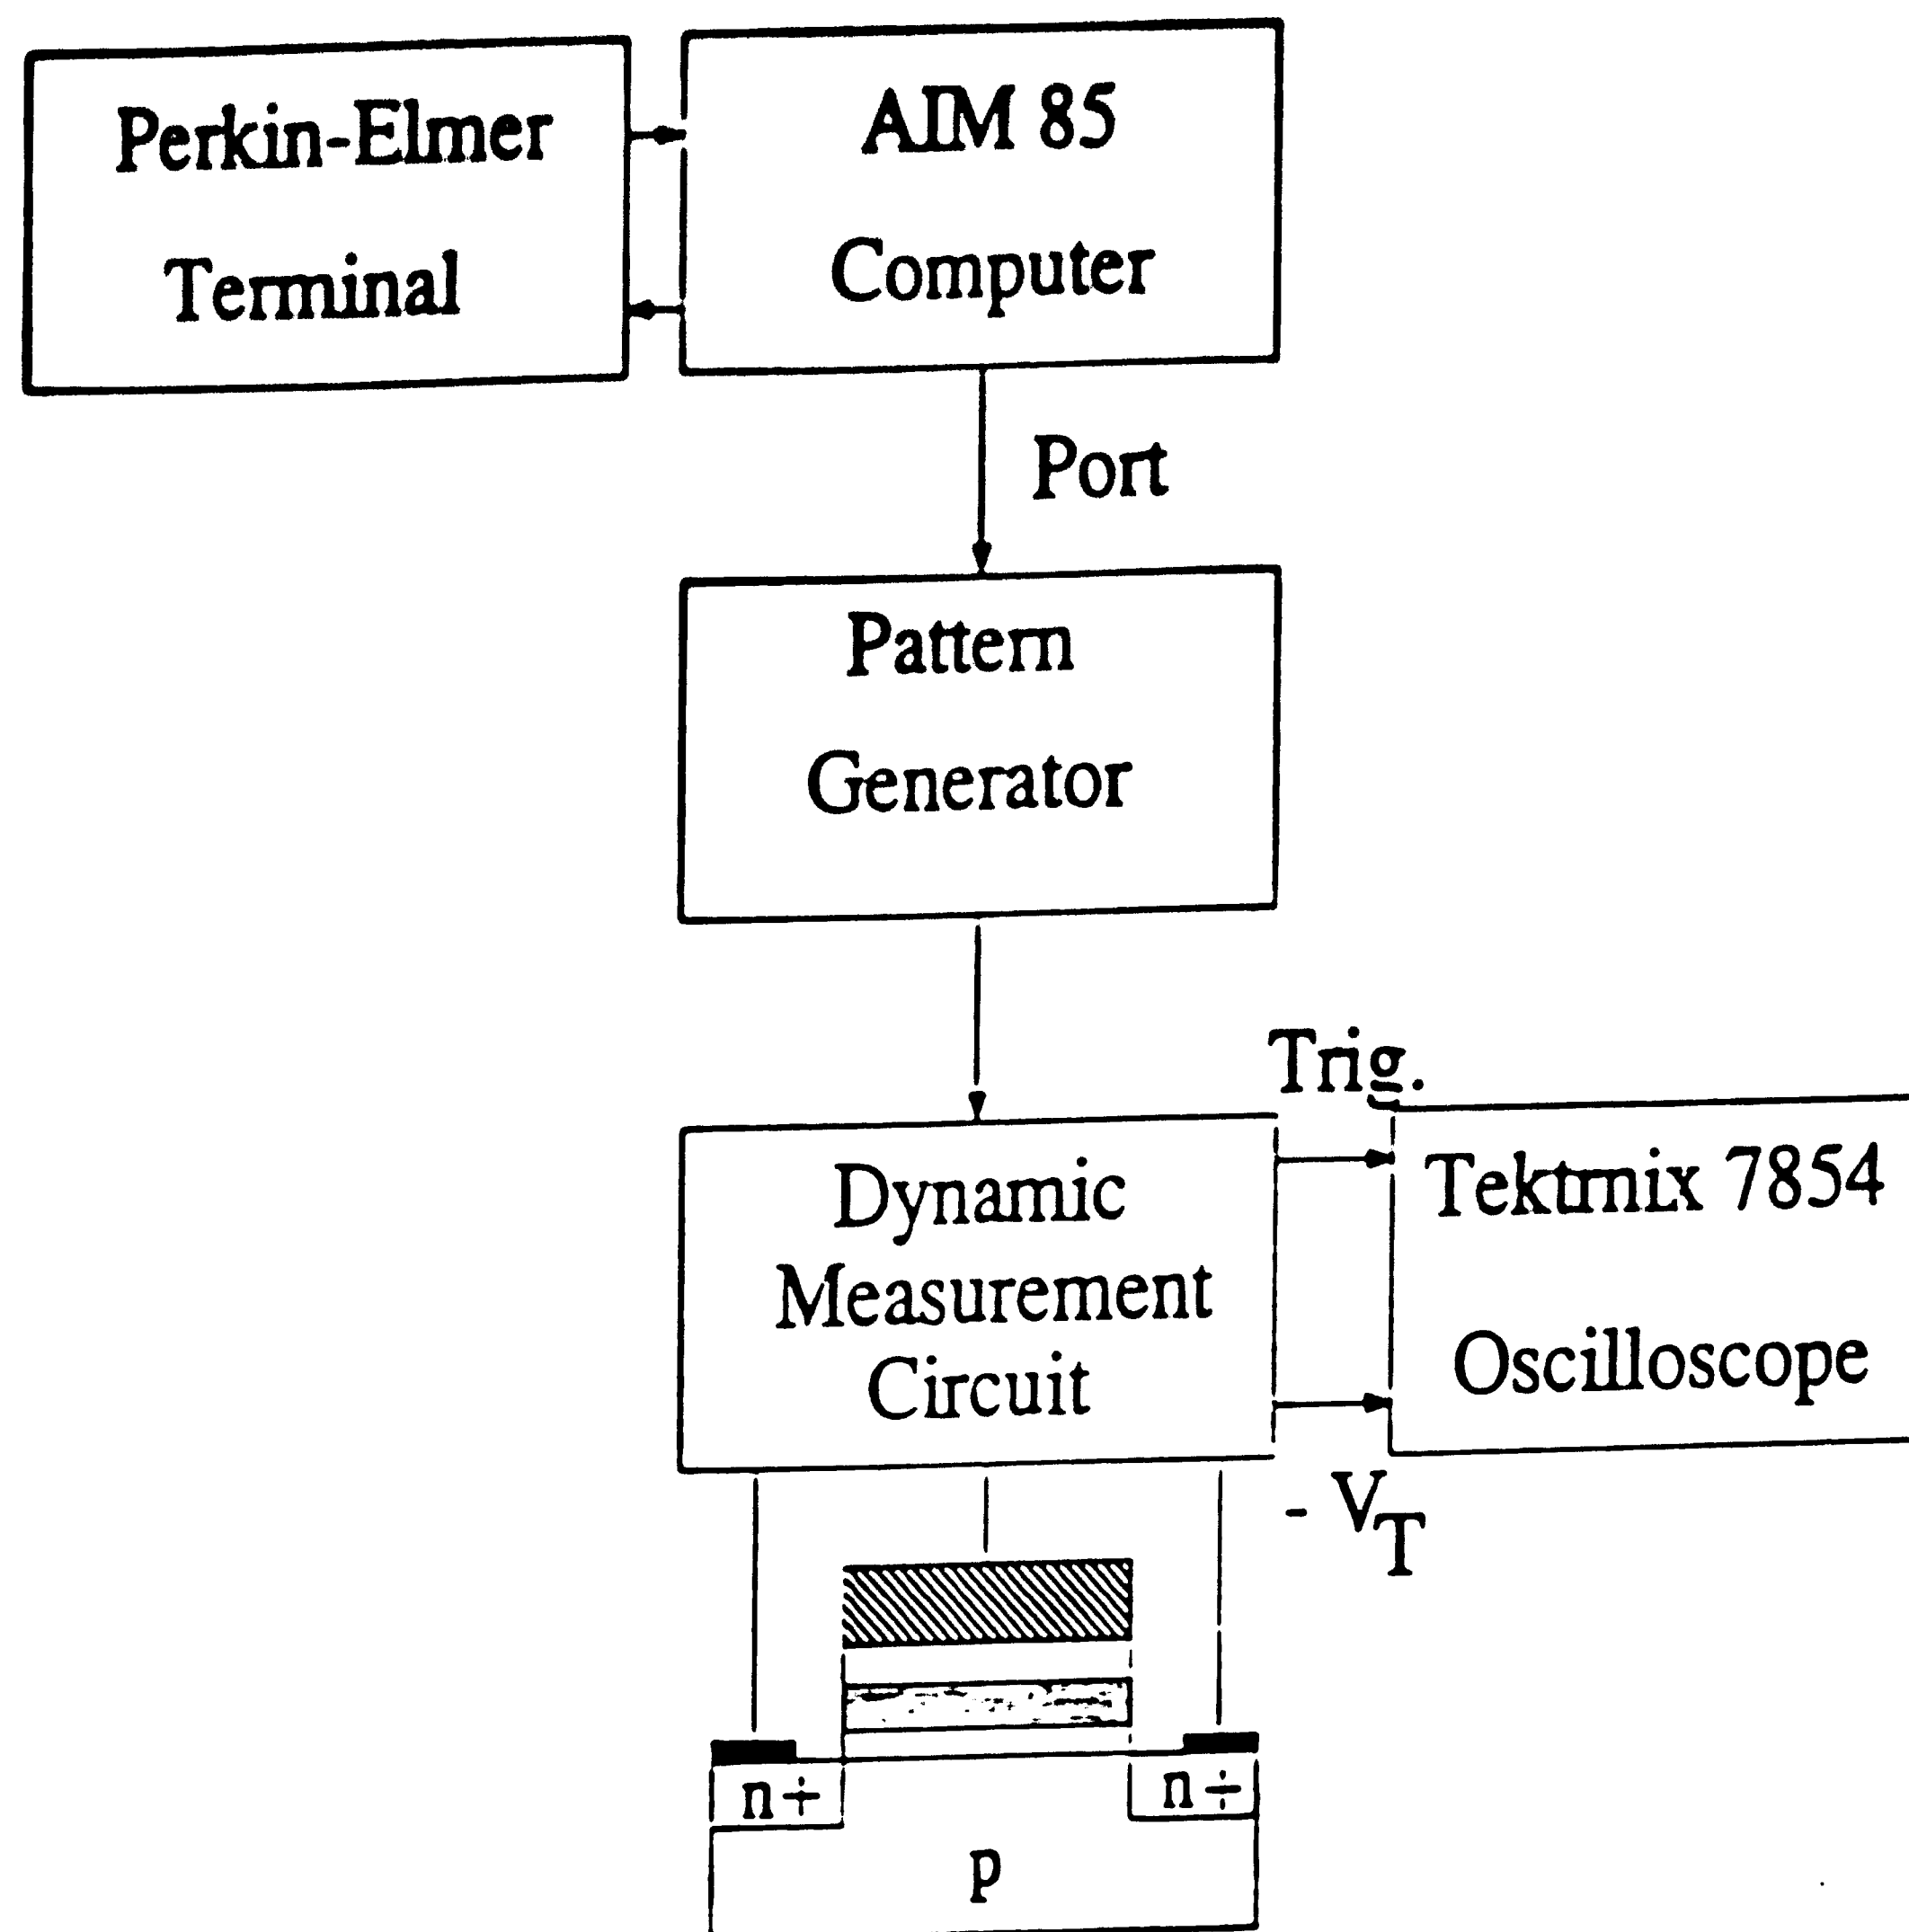 Perkin-Elmer
Terminal
AIM 85
Computer
Port
Pattern
Generator
Trig.
Dynamic
Measurement
Circuit
Tektrnix 7854
Oscilloscope
- VT
n+
n+
p